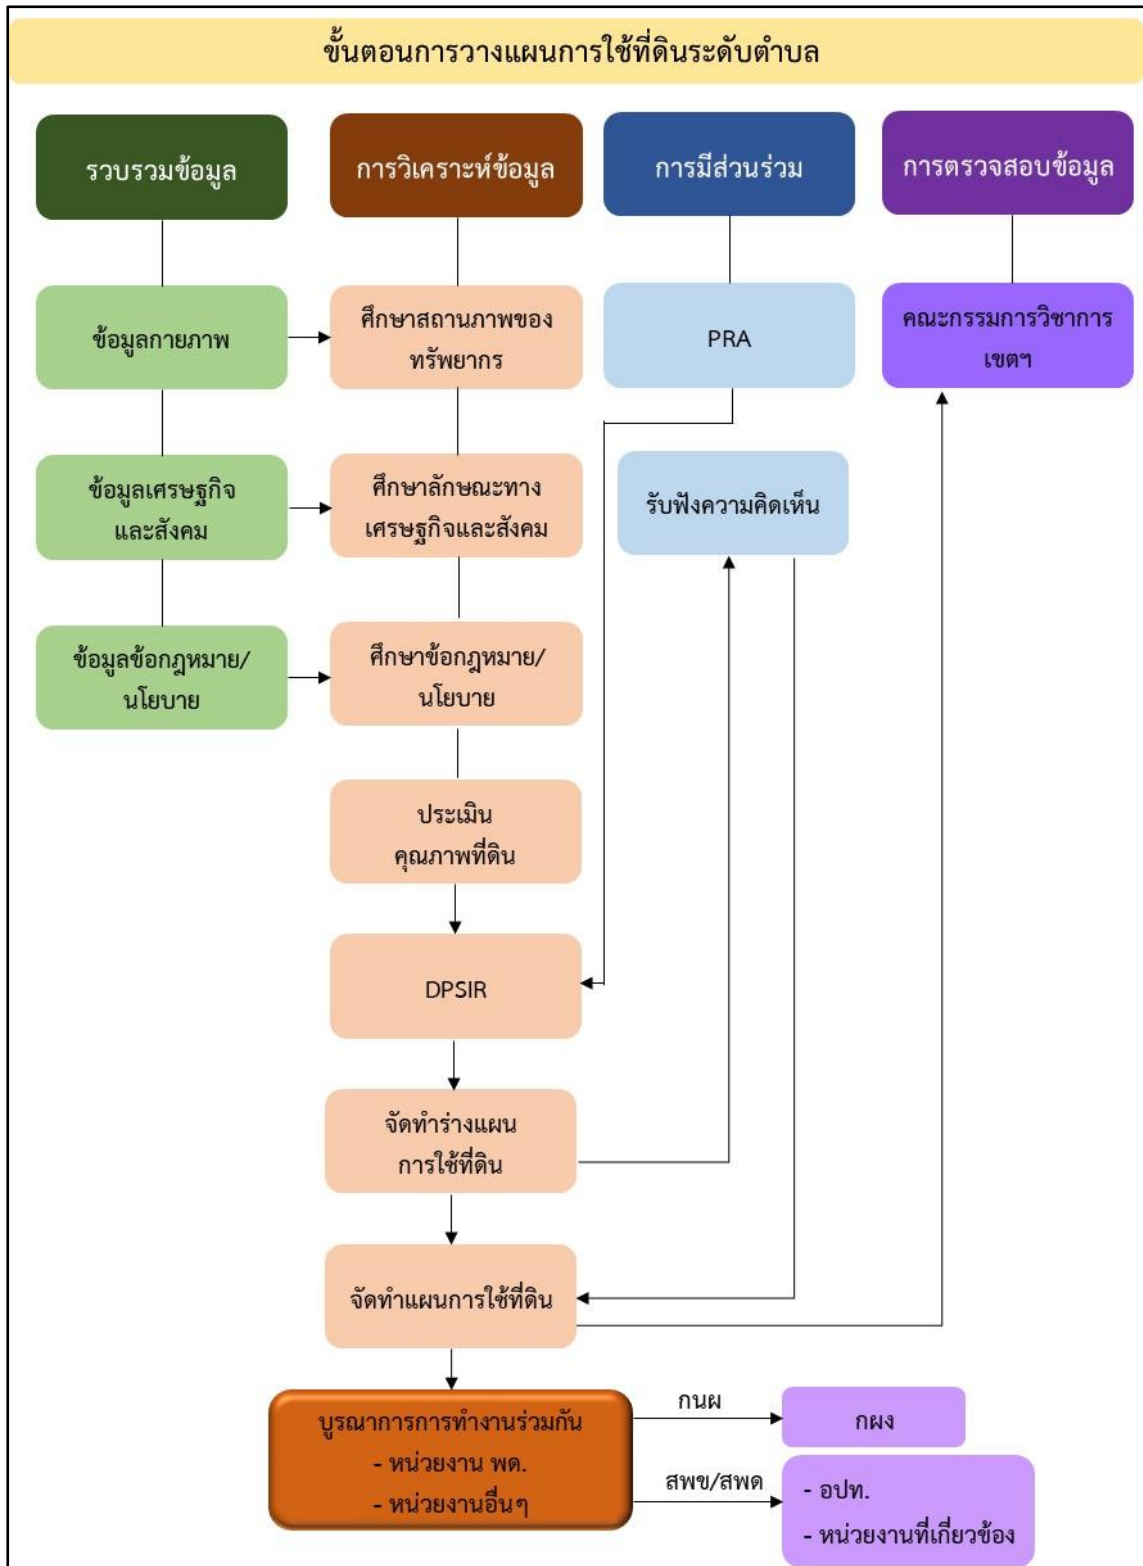 ขั้นตอนการวางแผนการใช้ที่ดินระดับตำบล
รวบรวมข้อมูล
การวิเคราะห์ข้อมูล
การมีส่วนร่วม
การตรวจสอบข้อมูล
ข้อมูลกายภาพ
ศึกษาสถานภาพของ
ทรัพยากร
PRA
คณะกรรมการวิชาการ
เขตฯ
ข้อมูลเศรษฐกิจ
และสังคม
ศึกษาลักษณะทาง
เศรษฐกิจและสังคม
รับฟังความคิดเห็น
ข้อมูลข้อกฎหมาย/
นโยบาย
ศึกษาข้อกฎหมาย/
นโยบาย
ประเมิน
คุณภาพที่ดิน
DPSIR
จัดทำร่างแผน
การใช้ที่ดิน
จัดทำแผนการใช้ที่ดิน
บูรณาการการทำงานร่วมกัน
- หน่วยงาน พด.
- หน่วยงานอื่นๆ
กนผ
กผง
สพข/สพด
- อปท.
- หน่วยงานที่เกี่ยวข้อง